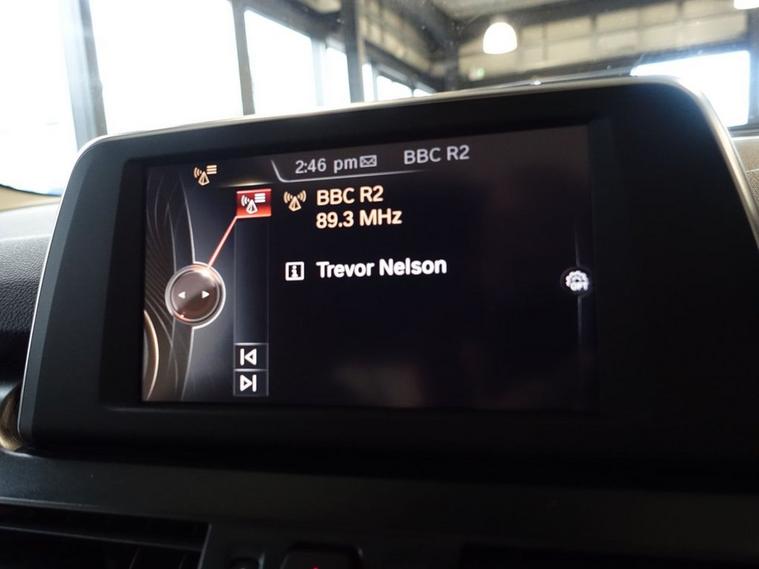 2:46 pm BBC R2
BBC R2
89.3 MHz
Trevor Nelson